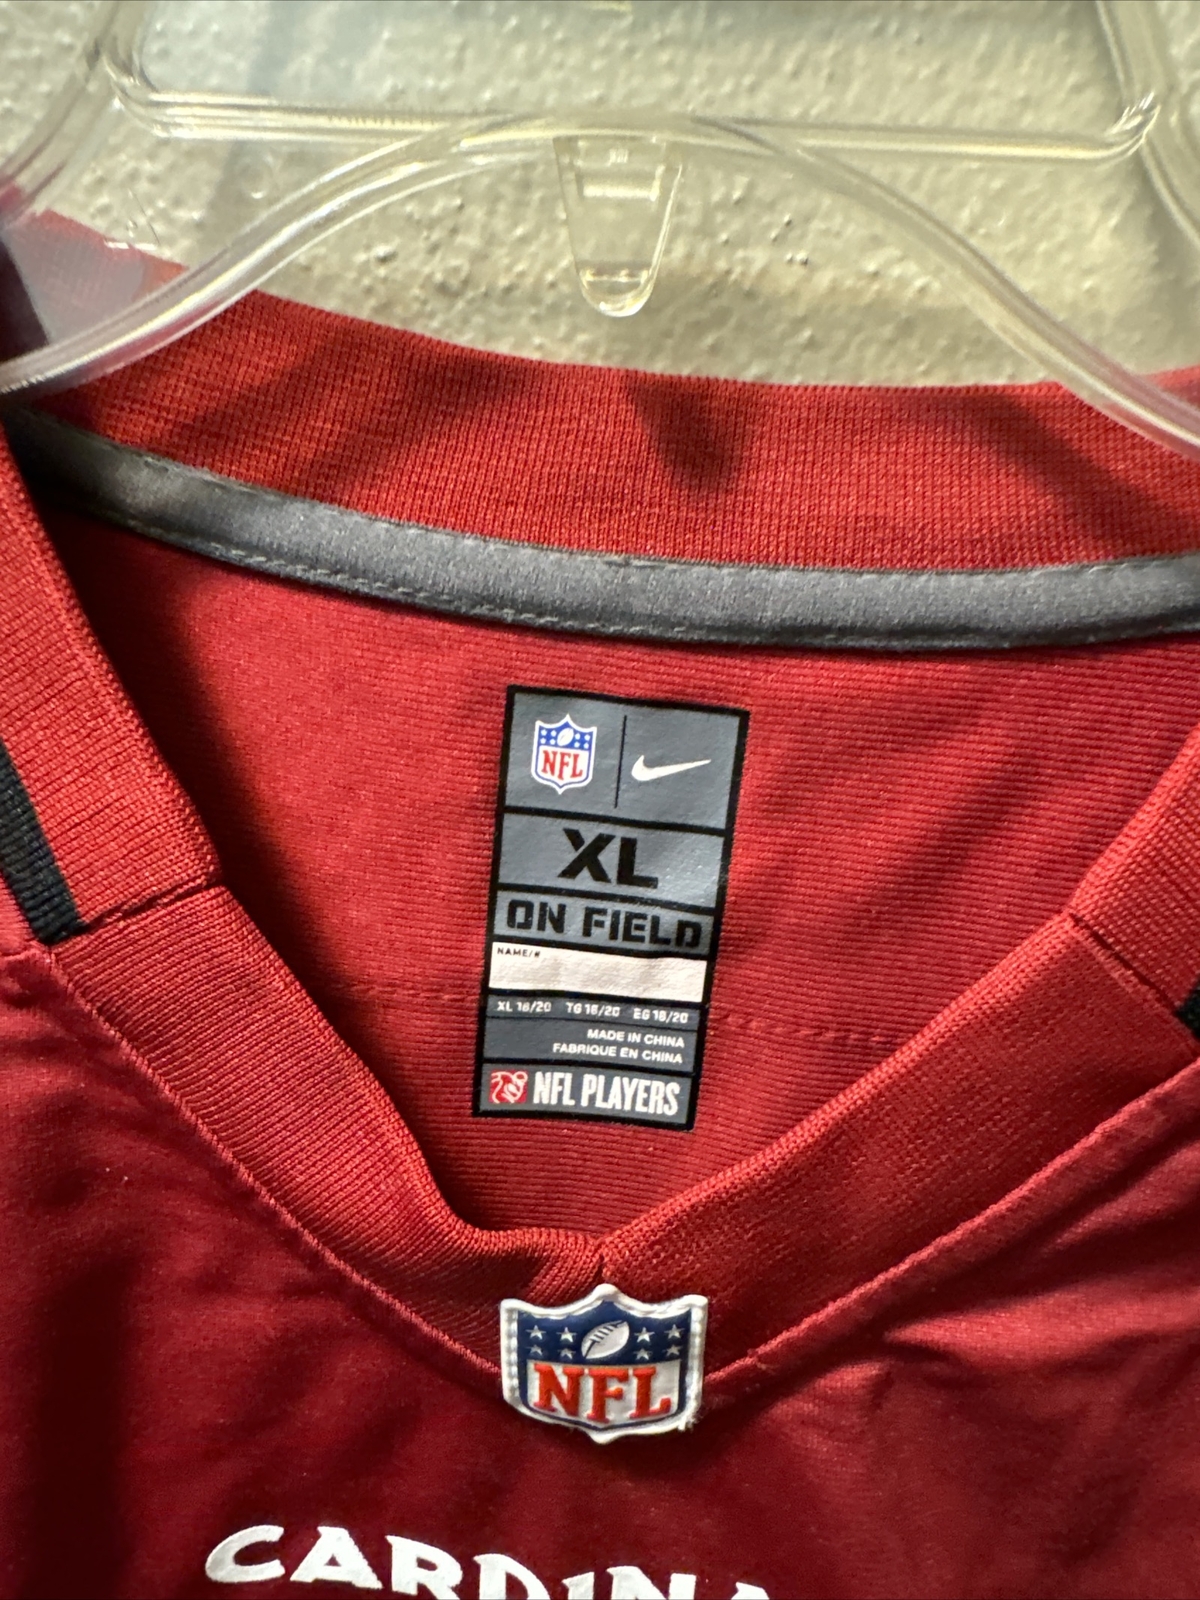 NFL
XL
ON FIELD
NAME/#
XL 18/20 TG 18/20 EG 18/20
MADE IN CHINA
FABRIQUE EN CHINA
NFL PLAYERS
NFL
CARDINA